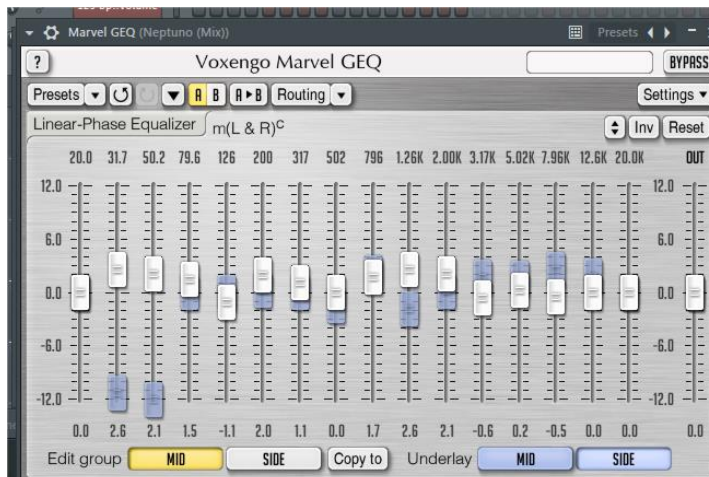 Marvel GEQ (Neptuno (Mix))
Presets
?
Voxengo Marvel GEQ
BYPASS
Presets
A
B
A▸B
Routing
Settings
Linear-Phase Equalizer
m(L & R)ᶜ
Inv
Reset
20.0 31.7 50.2 79.6 126 200 317 502 796 1.26K 2.00K 3.17K 5.02K 7.96K 12.6K 20.0K OUT
12.0 12.0
6.0 6.0
0.0 0.0
-6.0 -6.0
-12.0 -12.0
0.0 2.6 2.1 1.5 -1.1 2.0 1.1 0.0 1.7 2.6 2.1 -0.6 0.2 -0.5 0.0 0.0 0.0
Edit group MID SIDE Copy to Underlay MID SIDE